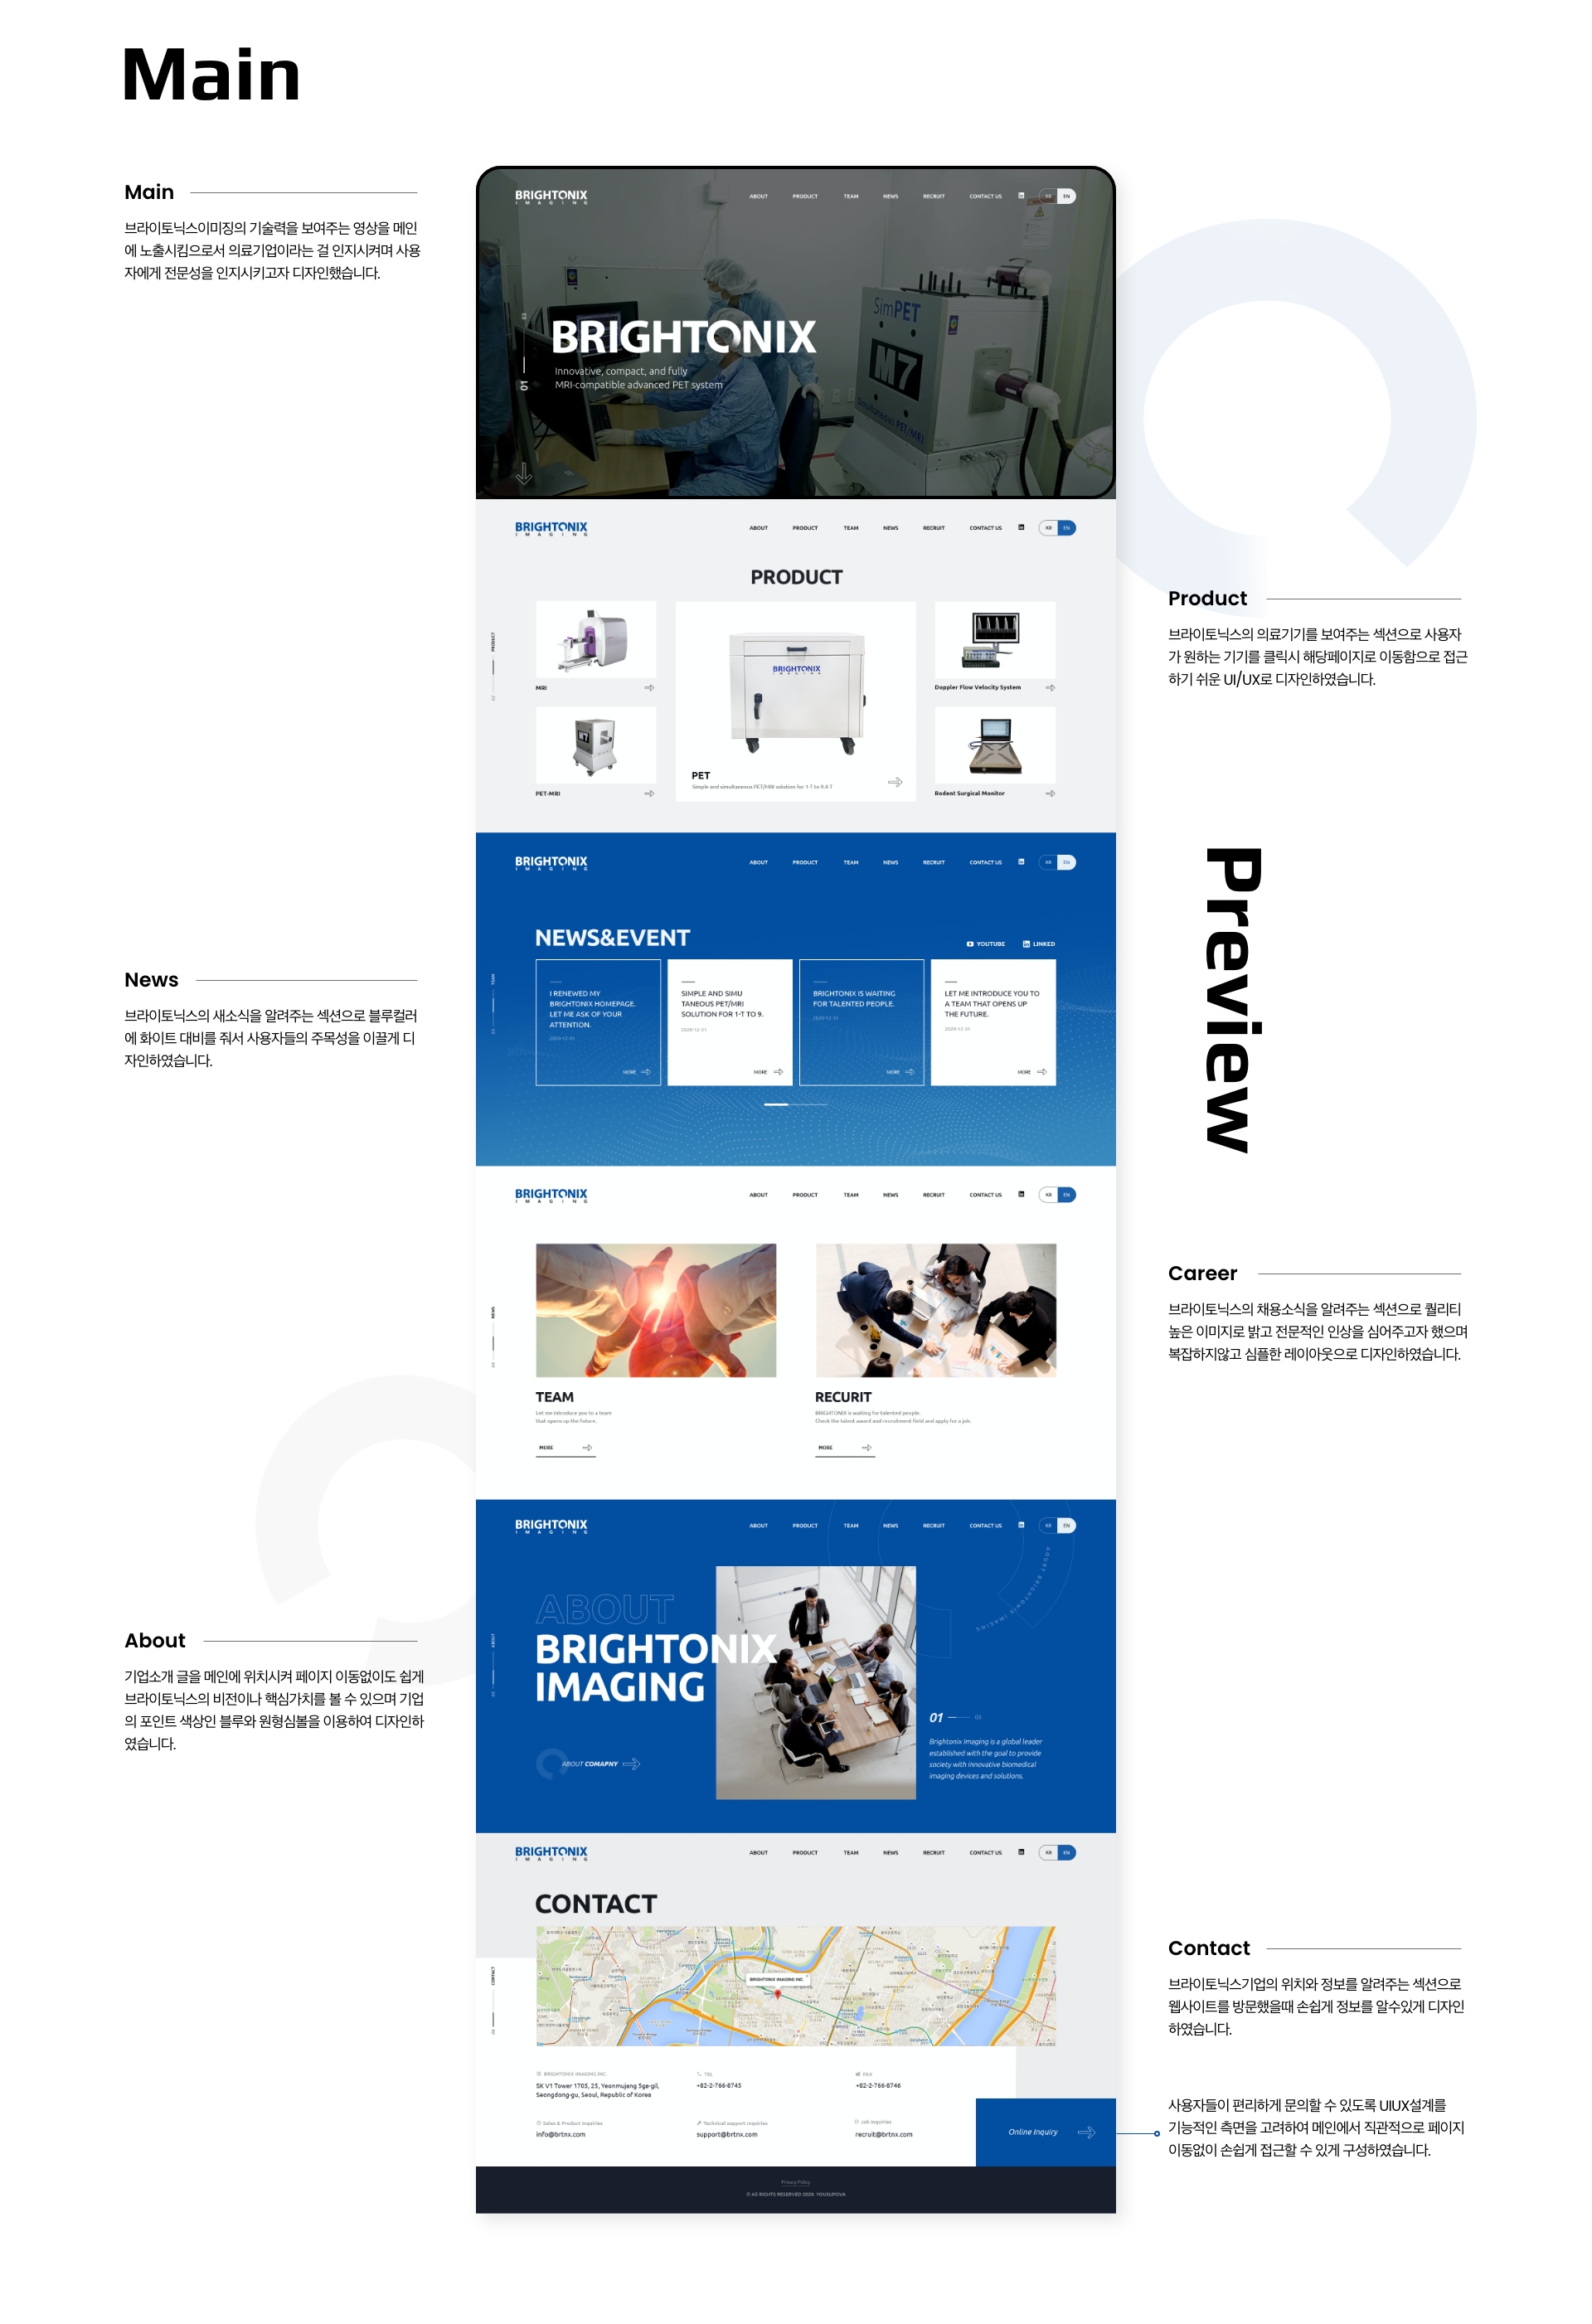 Main
Main
브라이토닉스이미징의 기술력을 보여주는 영상을 메인
에 노출시킴으로서 의료기업이라는 걸 인지시켜며 사용
자에게 전문성을 인지시키고자 디자인했습니다.
BRIGHTONIX
IMAGING
ABOUT PRODUCT TEAM NEWS RECRUIT CONTACT US KR EN
SimPET
M7
Simultaneous PET/MRI
03
01
BRIGHTONIX
Innovative, compact, and fully
MRI-compatible advanced PET system
BRIGHTONIX
IMAGING
ABOUT PRODUCT TEAM NEWS RECRUIT CONTACT US KR EN
PRODUCT
PRODUCT
02
MRI
PET-MRI
BRIGHTONIX
PET
Simple and simultaneous PET/MRI solution for 1-T to 9.4 T
Doppler Flow Velocity System
Rodent Surgical Monitor
Product
브라이토닉스의 의료기기를 보여주는 섹션으로 사용자
가 원하는 기기를 클릭시 해당페이지로 이동함으로 접근
하기 쉬운 UI/UX로 디자인하였습니다.
Preview
BRIGHTONIX
IMAGING
ABOUT PRODUCT TEAM NEWS RECRUIT CONTACT US KR EN
NEWS&EVENT
YOUTUBE LINKED
TEAM
03
I RENEWED MY
BRIGHTONIX HOMEPAGE.
LET ME ASK OF YOUR
ATTENTION.
2020-12-31
MORE
SIMPLE AND SIMU
TANEOUS PET/MRI
SOLUTION FOR 1-T TO 9.
2020-12-31
MORE
BRIGHTONIX IS WAITING
FOR TALENTED PEOPLE.
2020-12-31
MORE
LET ME INTRODUCE YOU TO
A TEAM THAT OPENS UP
THE FUTURE.
2020-12-31
MORE
News
브라이토닉스의 새소식을 알려주는 섹션으로 블루컬러
에 화이트 대비를 줘서 사용자들의 주목성을 이끌게 디
자인하였습니다.
BRIGHTONIX
IMAGING
ABOUT PRODUCT TEAM NEWS RECRUIT CONTACT US KR EN
NEWS
TEAM
Let me introduce you to a team
that opens up the future.
MORE
RECURIT
BRIGHTONIX is waiting for talented people.
Check the talent award and recruitment field and apply for a job.
MORE
Career
브라이토닉스의 채용소식을 알려주는 섹션으로 퀄리티
높은 이미지로 밝고 전문적인 인상을 심어주고자 했으며
복잡하지않고 심플한 레이아웃으로 디자인하였습니다.
BRIGHTONIX
IMAGING
ABOUT PRODUCT TEAM NEWS RECRUIT CONTACT US KR EN
ABOUT
ABOUT
BRIGHTONIX
IMAGING
ABOUT COMAPNY
01 03
Brightonix Imaging is a global leader
established with the goal to provide
society with innovative biomedical
imaging devices and solutions.
About
기업소개 글을 메인에 위치시켜 페이지 이동없이도 쉽게
브라이토닉스의 비전이나 핵심가치를 볼 수 있으며 기업
의 포인트 색상인 블루와 원형심볼을 이용하여 디자인하
였습니다.
BRIGHTONIX
IMAGING
ABOUT PRODUCT TEAM NEWS RECRUIT CONTACT US KR EN
CONTACT
CONTACT
BRIGHTONIX IMAGING INC.
BRIGHTONIX IMAGING INC.
SK V1 Tower 1705, 25, Yeonmujang 5ga-gil,
Seongdong-gu, Seoul, Republic of Korea
TEL
+82-2-766-8745
FAX
+82-2-766-8746
Sales & Product Inquiries
info@brtnx.com
Technical support Inquiries
support@brtnx.com
Job Inquiries
recruit@brtnx.com
Online Inquiry
Privacy Policy
© All RIGHTS RESERVED 2020. YOUSUPOVA
Contact
브라이토닉스기업의 위치와 정보를 알려주는 섹션으로
웹사이트를 방문했을때 손쉽게 정보를 알수있게 디자인
하였습니다.
사용자들이 편리하게 문의할 수 있도록 UIUX설계를
기능적인 측면을 고려하여 메인에서 직관적으로 페이지
이동없이 손쉽게 접근할 수 있게 구성하였습니다.